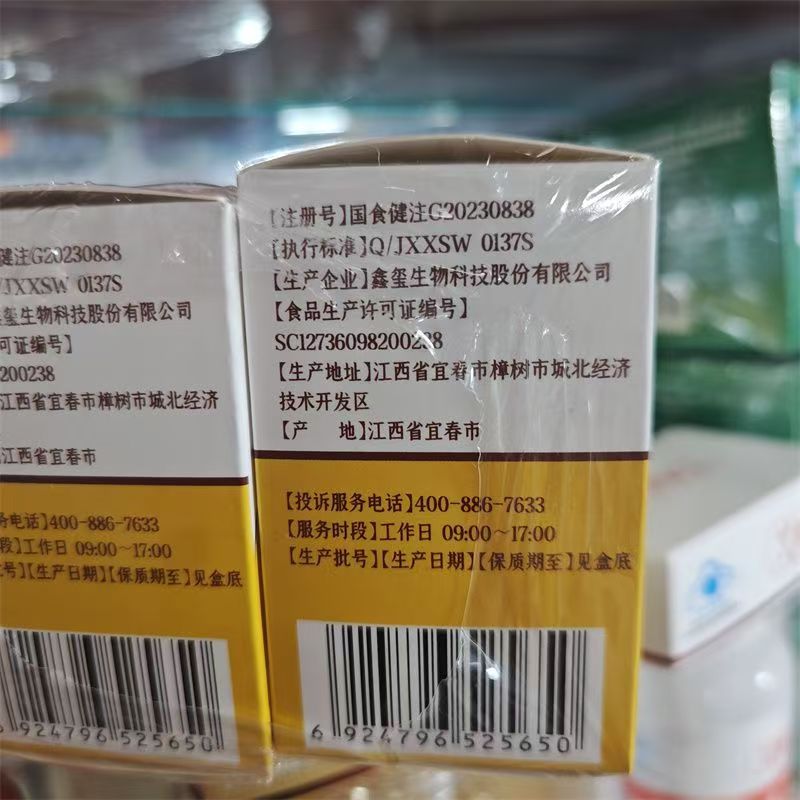 【注册号】国食健注G20230838
【执行标准】Q/JXXSW 0137S
【生产企业】鑫玺生物科技股份有限公司
【食品生产许可证编号】
SC12736098200238
【生产地址】江西省宜春市樟树市城北经济
技术开发区
【产 地】江西省宜春市
【投诉服务电话】400-886-7633
【服务时段】工作日 09:00~17:00
【生产批号】【生产日期】【保质期至】见盒底
6 924796 525650
健注G20230838
/JXXSW 0137S
玺生物科技股份有限公司
可证编号】
200238
江西省宜春市樟树市城北经济
江西省宜春市
务电话】400-886-7633
段】工作日 09:00~17:00
号】【生产日期】【保质期至】见盒底
924796 525650